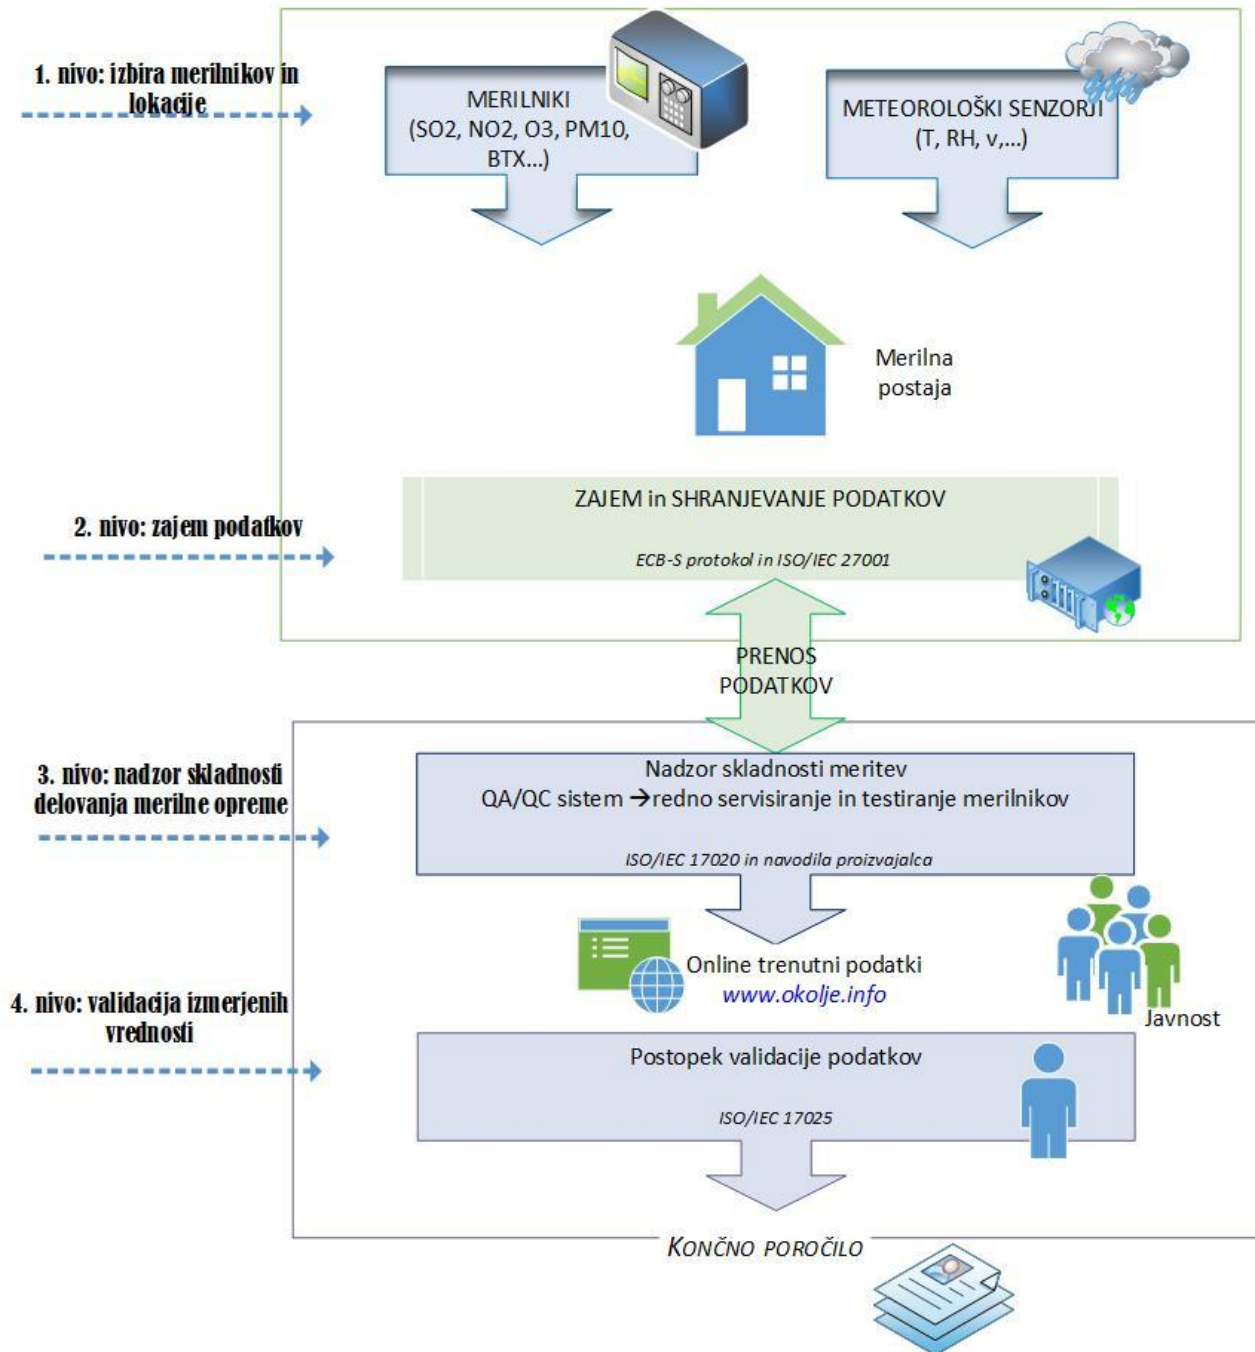 1. nivo: izbira merilnikov in
lokacije
MERILNIKI
(SO2, NO2, O3, PM10,
BTX...)
METEOROLOŠKI SENZORJI
(T, RH, v,...)
Merilna
postaja
2. nivo: zajem podatkov
ZAJEM in SHRANJEVANJE PODATKOV
ECB-S protokol in ISO/IEC 27001
PRENOS
PODATKOV
3. nivo: nadzor skladnosti
delovanja merilne opreme
Nadzor skladnosti meritev
QA/QC sistem →redno servisiranje in testiranje merilnikov
ISO/IEC 17020 in navodila proizvajalca
Online trenutni podatki
www.okolje.info
Javnost
4. nivo: validacija izmerjenih
vrednosti
Postopek validacije podatkov
ISO/IEC 17025
KONČNO POROČILO